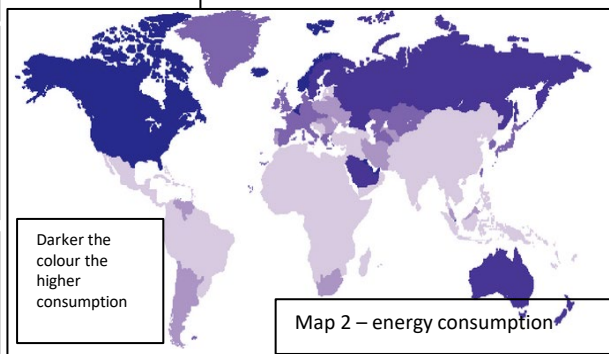 Darker the
colour the
higher
consumption
Map 2 – energy consumption